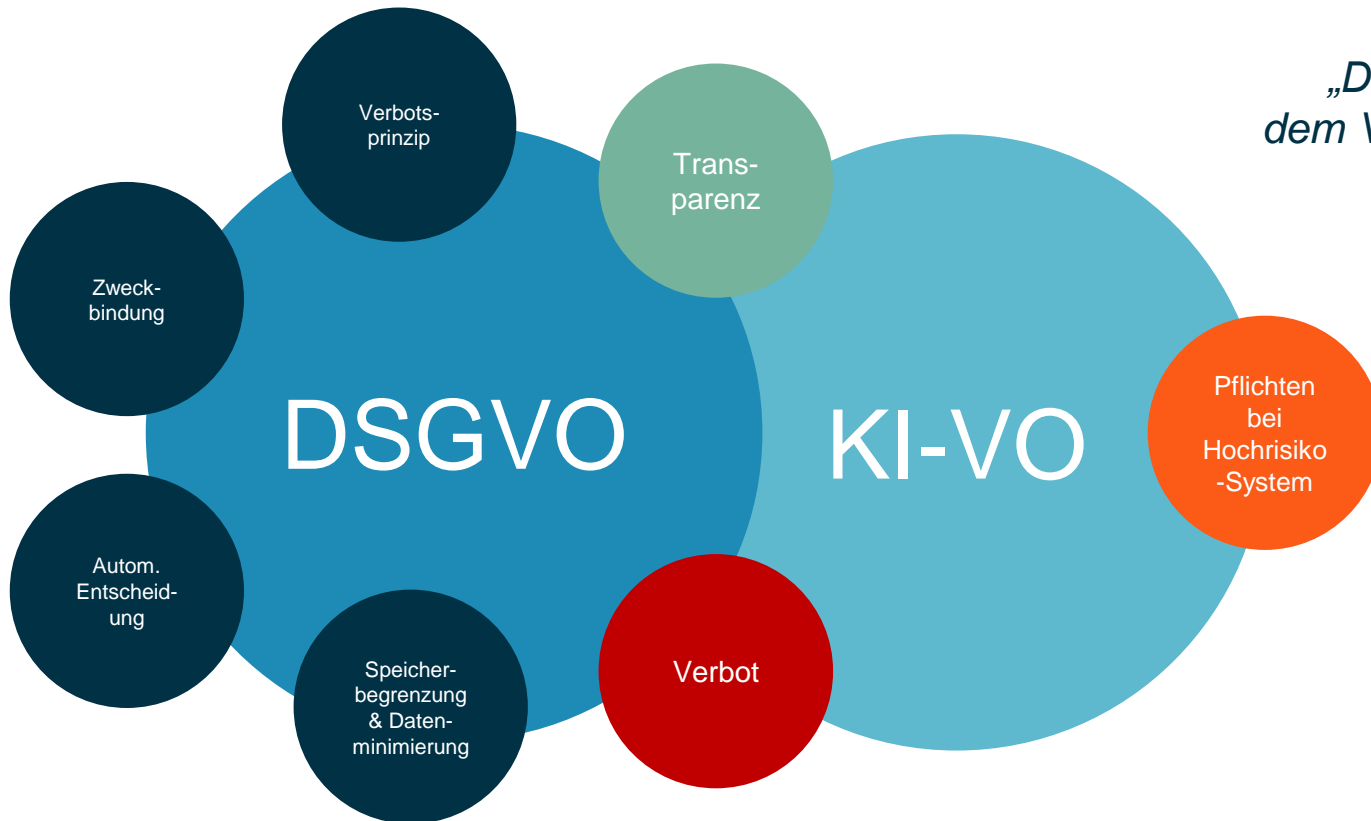 „D
dem V
Verbots-
prinzip
Trans-
parenz
Zweck-
bindung
DSGVO
KI-VO
Pflichten
bei
Hochrisiko
-System
Autom.
Entscheid-
ung
Speicher-
begrenzung
& Daten-
minimierung
Verbot